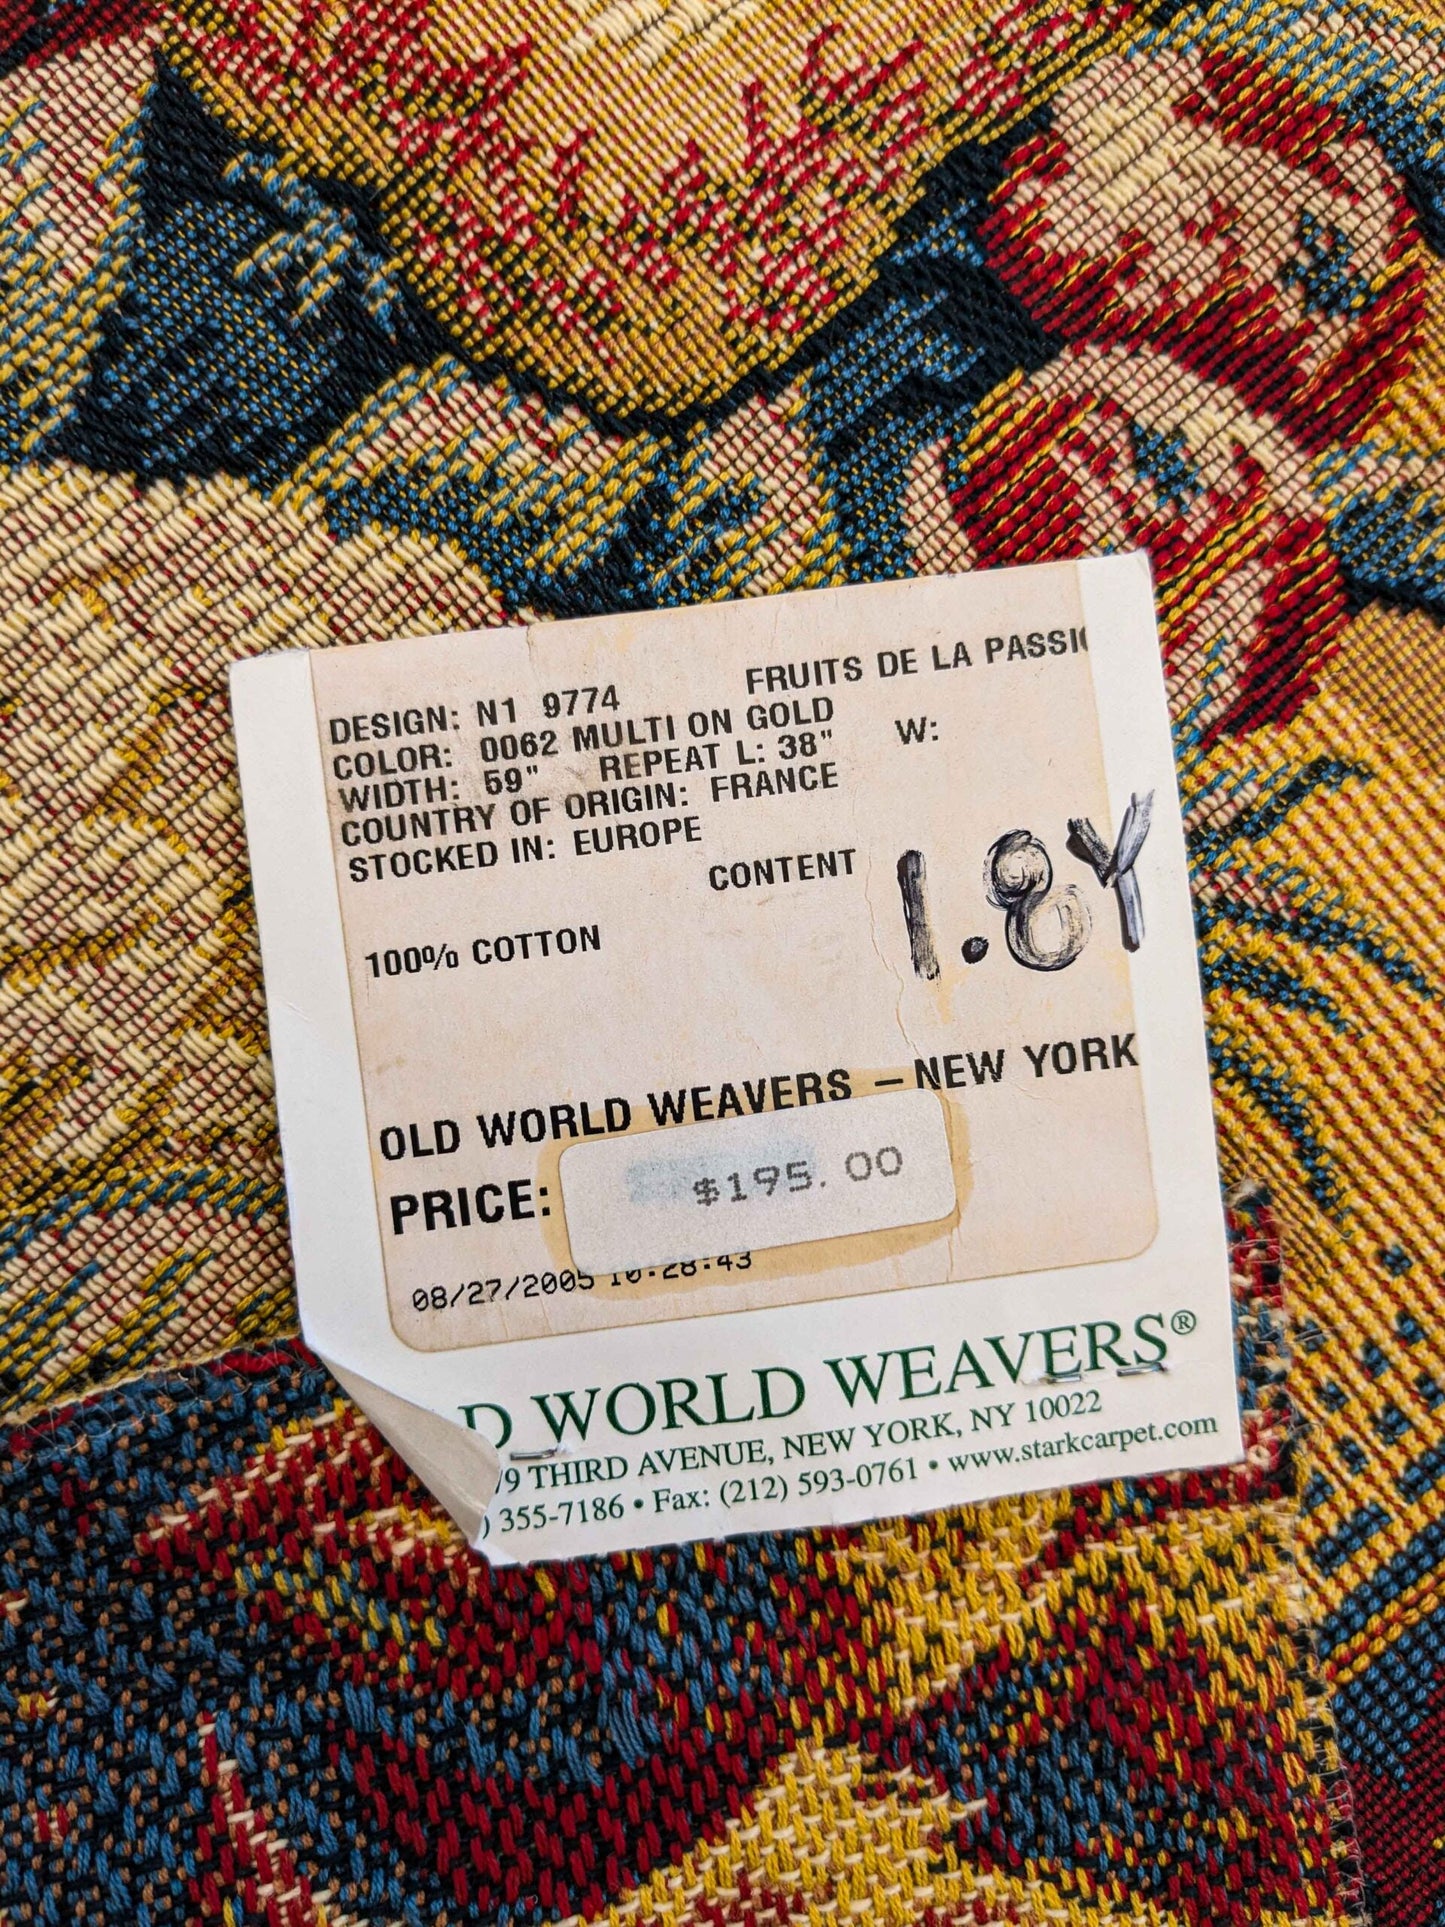 FRUITS DE LA PASSI
DESIGN: N1 9774
COLOR: 0062 MULTI ON GOLD
WIDTH: 59" REPEAT L: 38" W:
COUNTRY OF ORIGIN: FRANCE
STOCKED IN: EUROPE
CONTENT
1.8Y
100% COTTON
OLD WORLD WEAVERS – NEW YORK
PRICE: $195.00
08/27/2005 10:28:43
D WORLD WEAVERS®
9 THIRD AVENUE, NEW YORK, NY 10022
) 355-7186 • Fax: (212) 593-0761 • www.starkcarpet.com